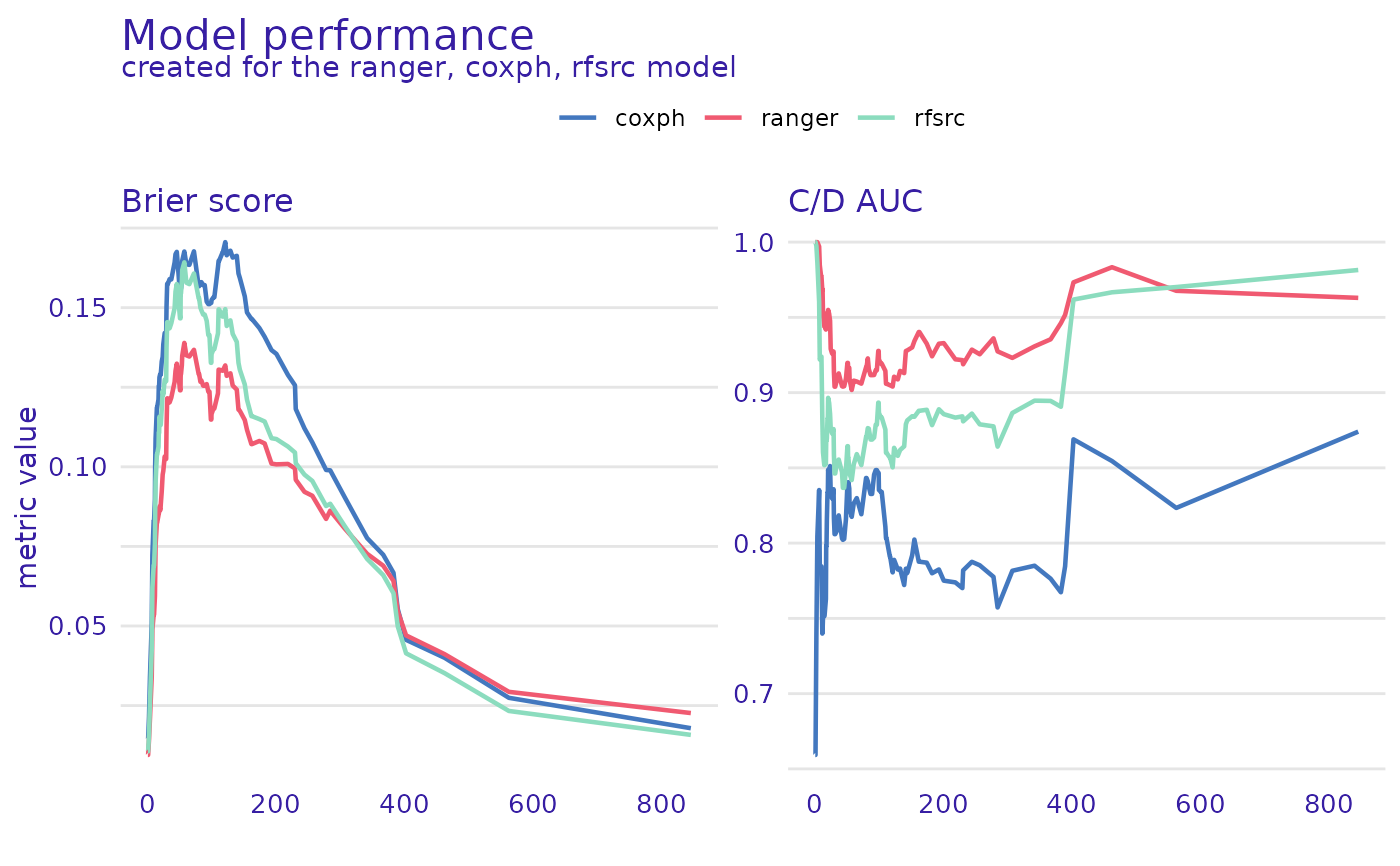 Model performance
created for the ranger, coxph, rfsrc model
coxph ranger rfsrc
Brier score
C/D AUC
metric value
0.15
0.10
0.05
0 200 400 600 800
1.0
0.9
0.8
0.7
0 200 400 600 800